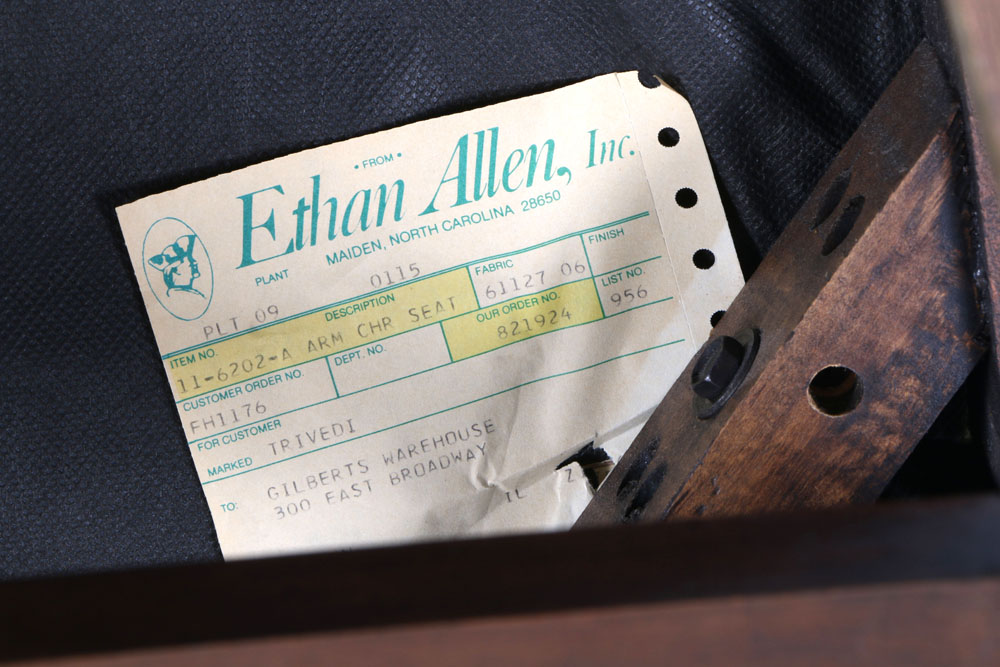 • FROM •
Ethan Allen, Inc.
MAIDEN, NORTH CAROLINA 28650
PLANT
PLT 09 0115
ITEM NO. DESCRIPTION FABRIC FINISH
11-6202-A ARM CHR SEAT 61127 06
CUSTOMER ORDER NO. DEPT. NO. OUR ORDER NO. LIST NO.
FH1176 821924 956
FOR CUSTOMER
MARKED TRIVEDI
TO: GILBERTS WAREHOUSE
300 EAST BROADWAY
IL